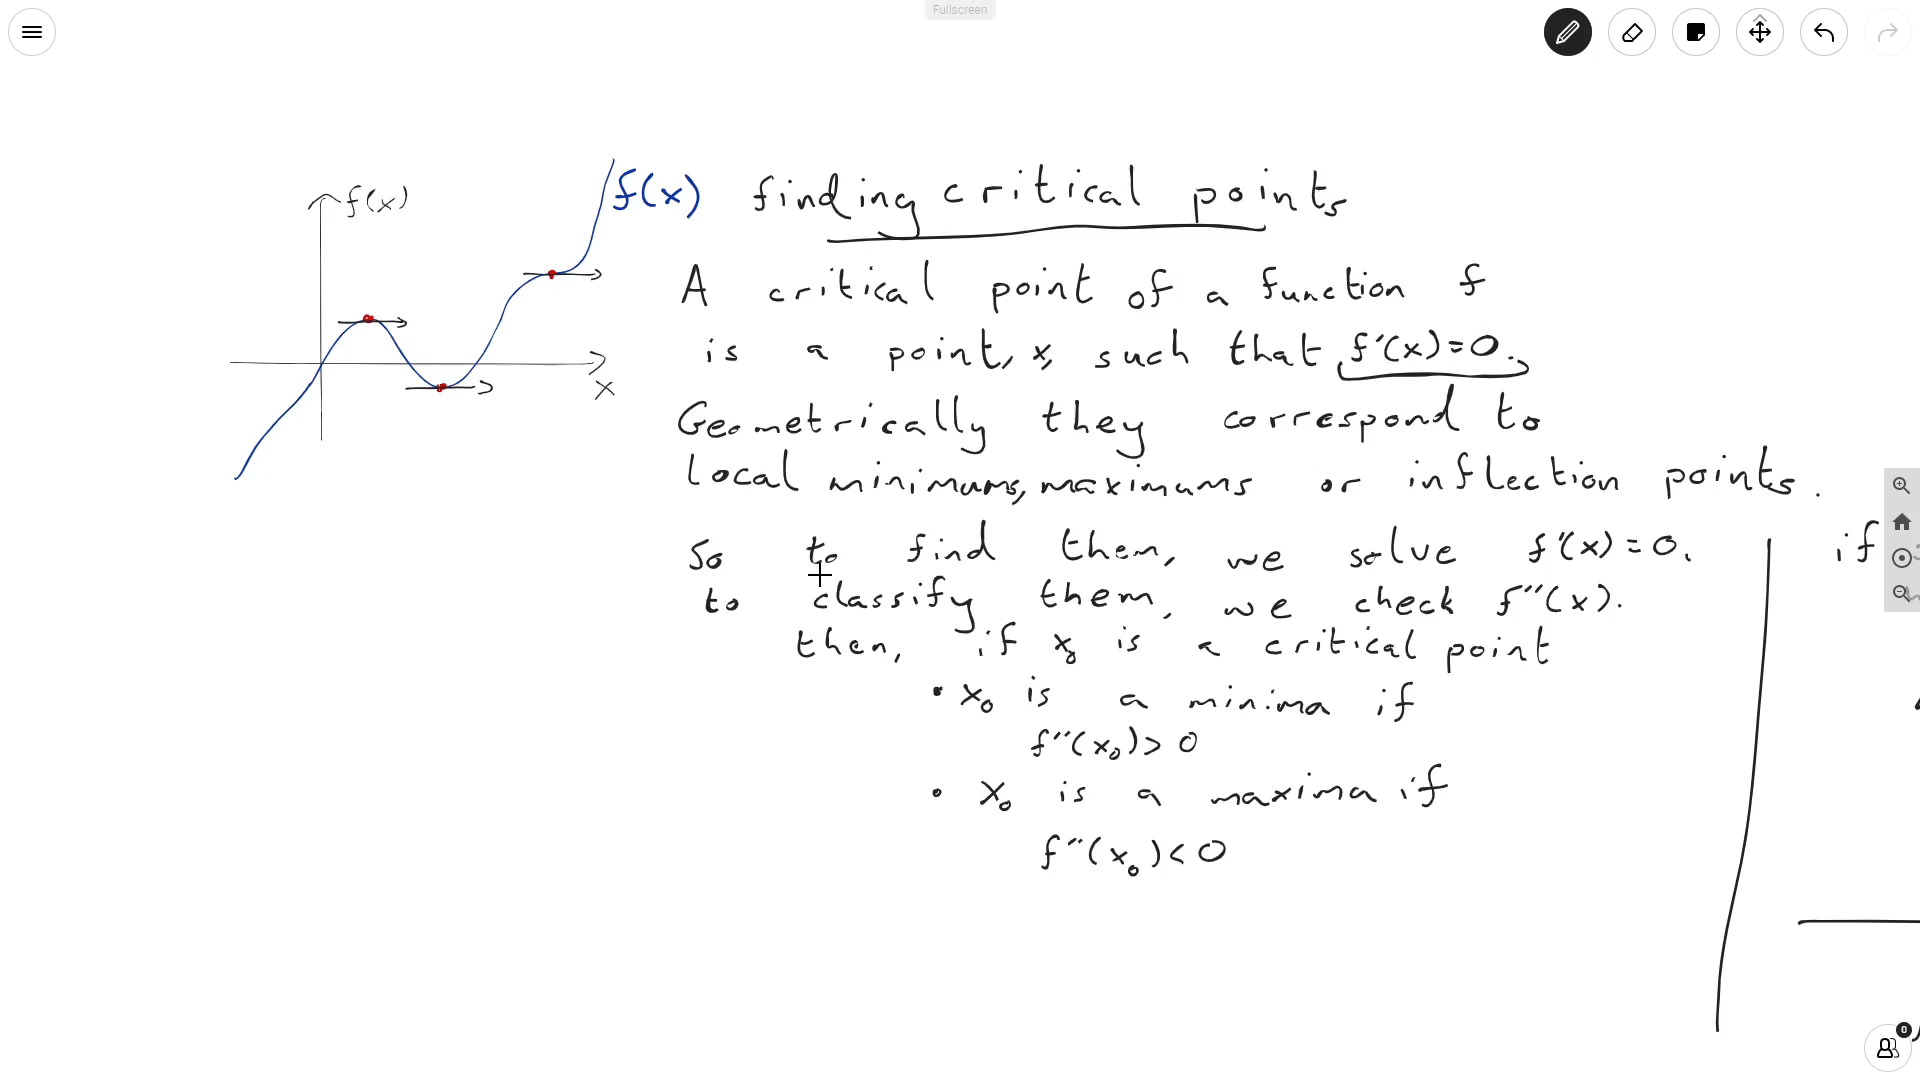 Fullscreen
f(x)
f(x)
x
finding critical points
A critical point of a function f
is a point, x, such that f'(x)=0.
Geometrically they correspond to
local minimums, maximums or inflection points.
So to find them, we solve f'(x) = 0.
to classify them, we check f''(x).
then, if x₀ is a critical point
• x₀ is a minima if
f''(x₀) > 0
• x₀ is a maxima if
f''(x₀) < 0
if
0